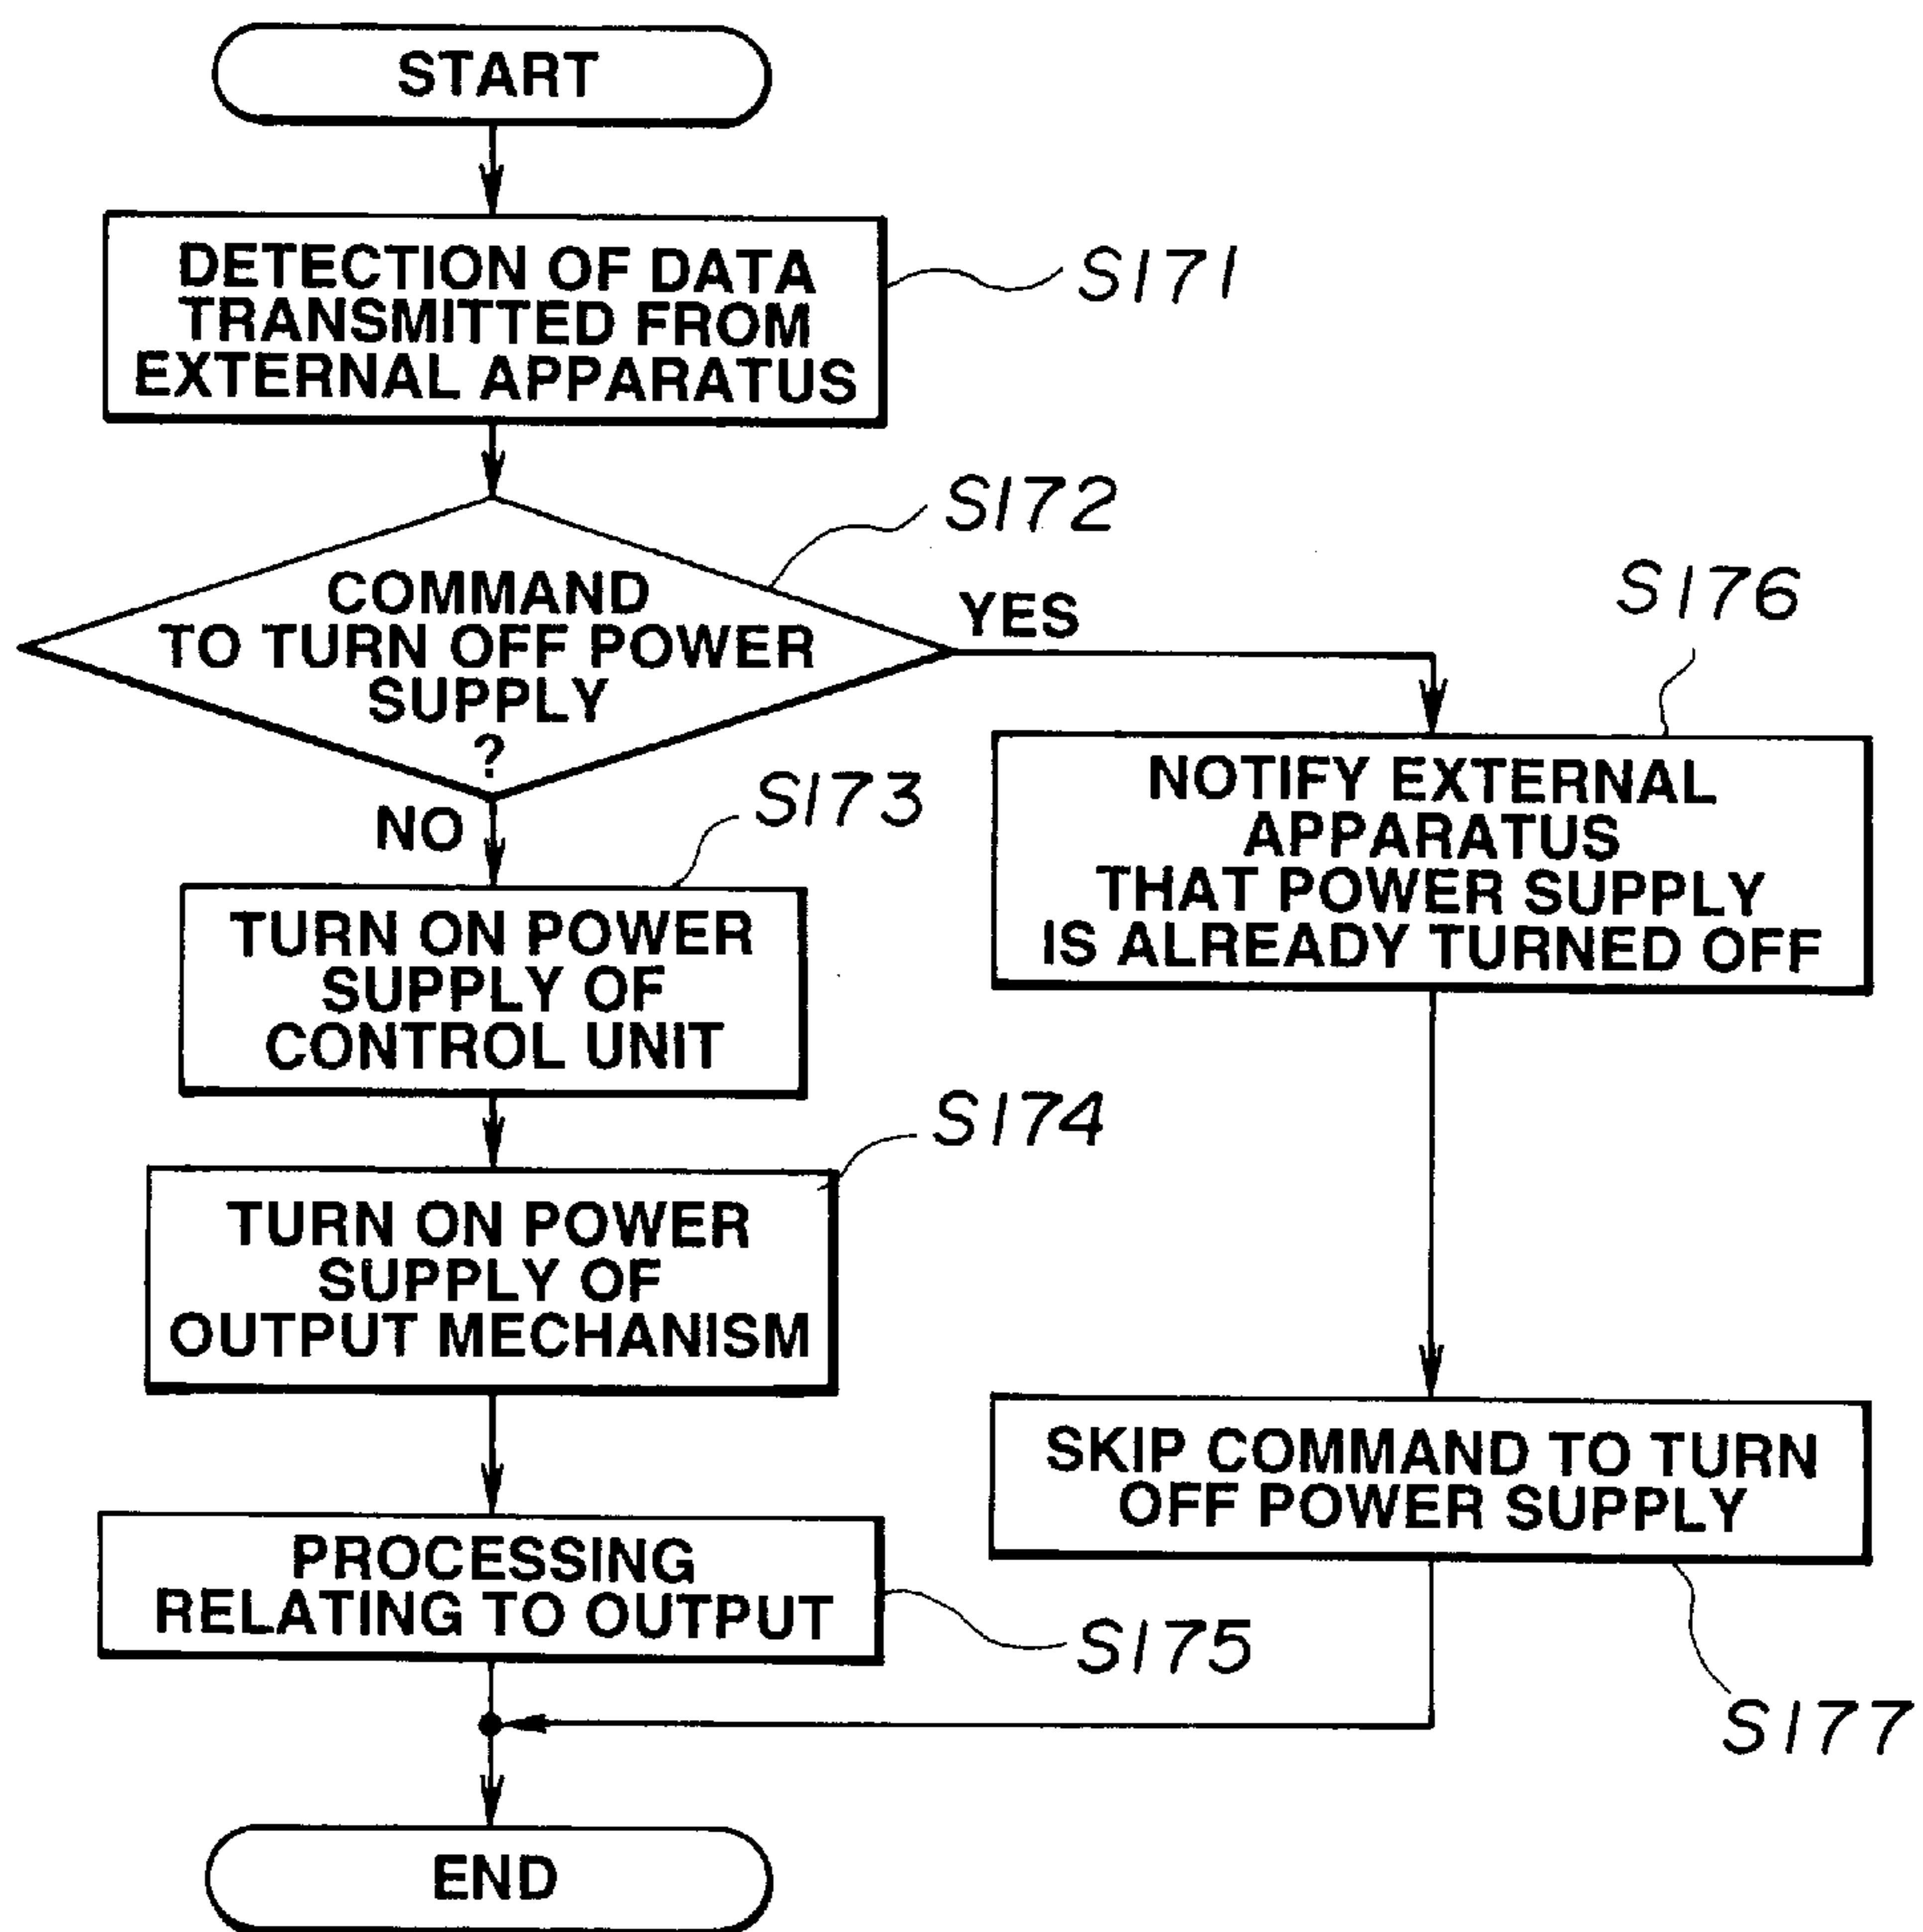 START
DETECTION OF DATA
TRANSMITTED FROM
EXTERNAL APPARATUS
S171
S172
COMMAND
TO TURN OFF POWER
SUPPLY
?
YES
NO
S176
NOTIFY EXTERNAL
APPARATUS
THAT POWER SUPPLY
IS ALREADY TURNED OFF
S173
TURN ON POWER
SUPPLY OF
CONTROL UNIT
S174
TURN ON POWER
SUPPLY OF
OUTPUT MECHANISM
SKIP COMMAND TO TURN
OFF POWER SUPPLY
S177
PROCESSING
RELATING TO OUTPUT
S175
END